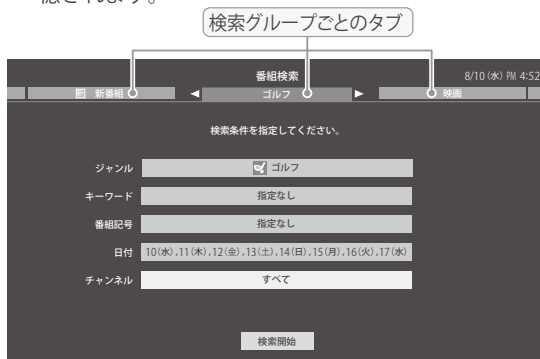 憶されます。
検索グループごとのタブ
番組検索
8/10(水) PM 4:52
新 新番組 ◀ ゴルフ ▶ 映画
検索条件を指定してください。
ジャンル ゴルフ
キーワード 指定なし
番組記号 指定なし
日付 10(水),11(木),12(金),13(土),14(日),15(月),16(火),17(水)
チャンネル すべて
検索開始